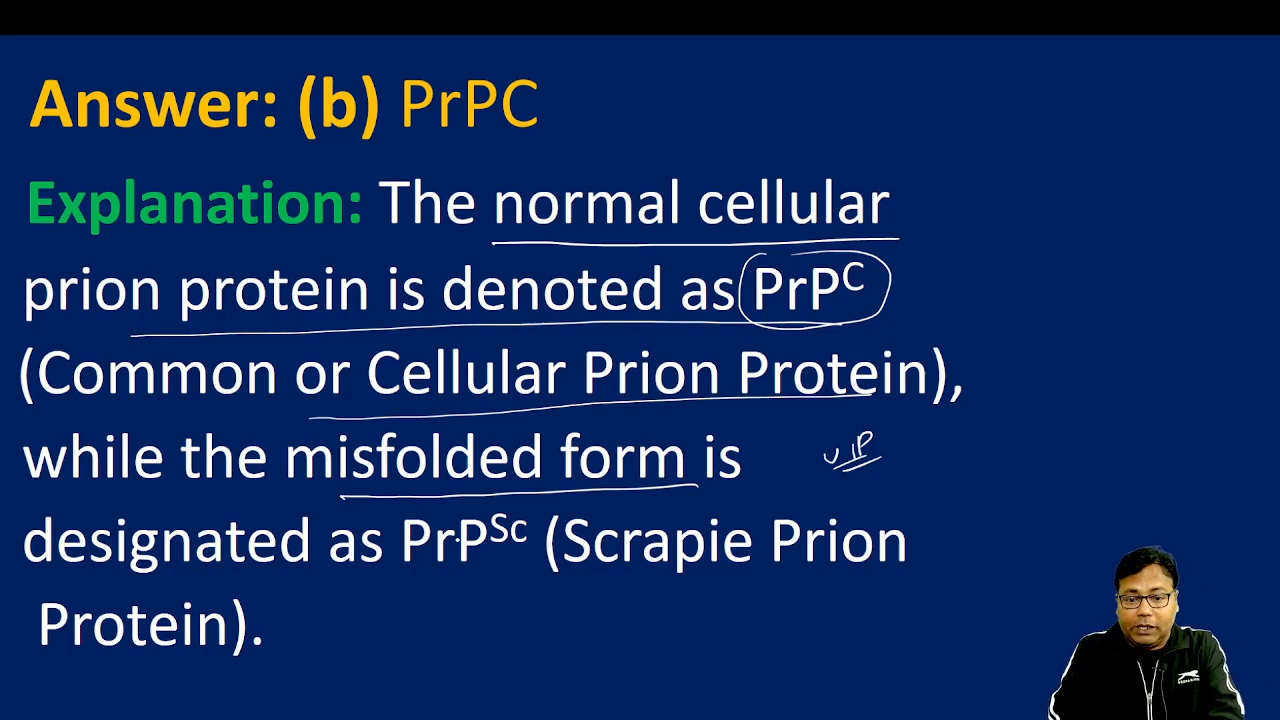 Answer: (b) PrPC
Explanation: The normal cellular
prion protein is denoted as PrPᶜ
(Common or Cellular Prion Protein),
while the misfolded form is
VIP
designated as PrPˢᶜ (Scrapie Prion
Protein).